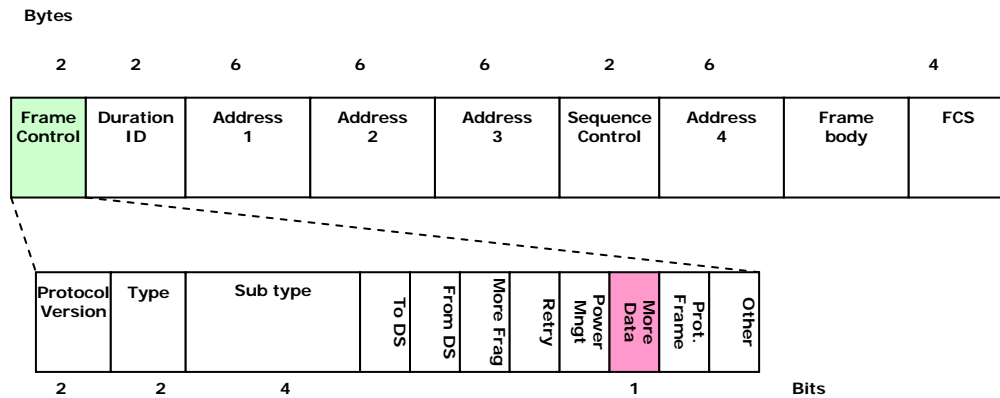 Bytes
2 2 6 6 6 2 6 4
Frame Duration Address Address Address Sequence Address Frame FCS
Control ID 1 2 3 Control 4 body
Protocol
Version
Type
Sub type
To DS
From DS
More Frag
Retry
Power
Mngt
More
Data
Prot.
Frame
Other
2 2 4 1 Bits